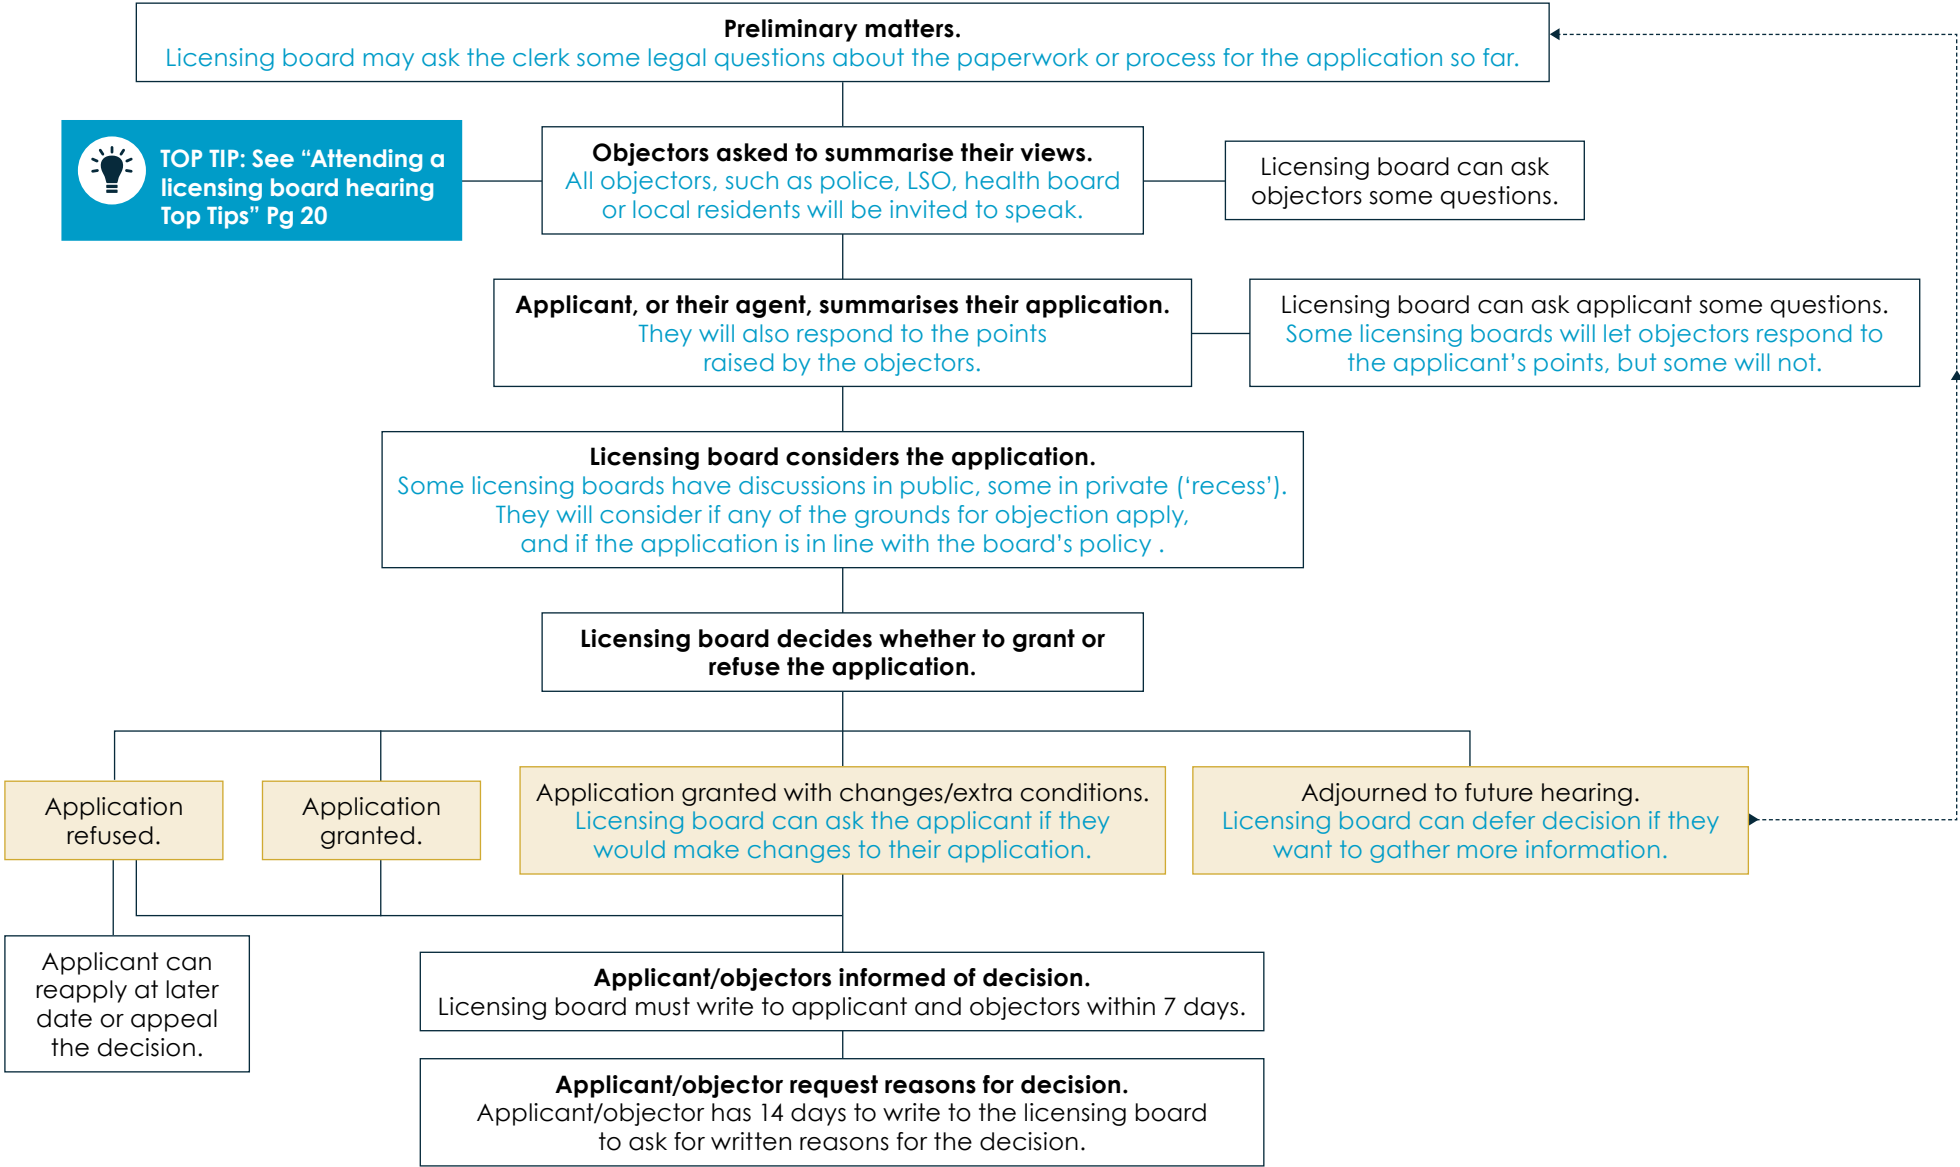 Preliminary matters.
Licensing board may ask the clerk some legal questions about the paperwork or process for the application so far.
TOP TIP: See “Attending a
licensing board hearing
Top Tips” Pg 20
Objectors asked to summarise their views.
All objectors, such as police, LSO, health board
or local residents will be invited to speak.
Licensing board can ask
objectors some questions.
Applicant, or their agent, summarises their application.
They will also respond to the points
raised by the objectors.
Licensing board can ask applicant some questions.
Some licensing boards will let objectors respond to
the applicant’s points, but some will not.
Licensing board considers the application.
Some licensing boards have discussions in public, some in private (‘recess’).
They will consider if any of the grounds for objection apply,
and if the application is in line with the board’s policy .
Licensing board decides whether to grant or
refuse the application.
Application
refused.
Application
granted.
Application granted with changes/extra conditions.
Licensing board can ask the applicant if they
would make changes to their application.
Adjourned to future hearing.
Licensing board can defer decision if they
want to gather more information.
Applicant can
reapply at later
date or appeal
the decision.
Applicant/objectors informed of decision.
Licensing board must write to applicant and objectors within 7 days.
Applicant/objector request reasons for decision.
Applicant/objector has 14 days to write to the licensing board
to ask for written reasons for the decision.